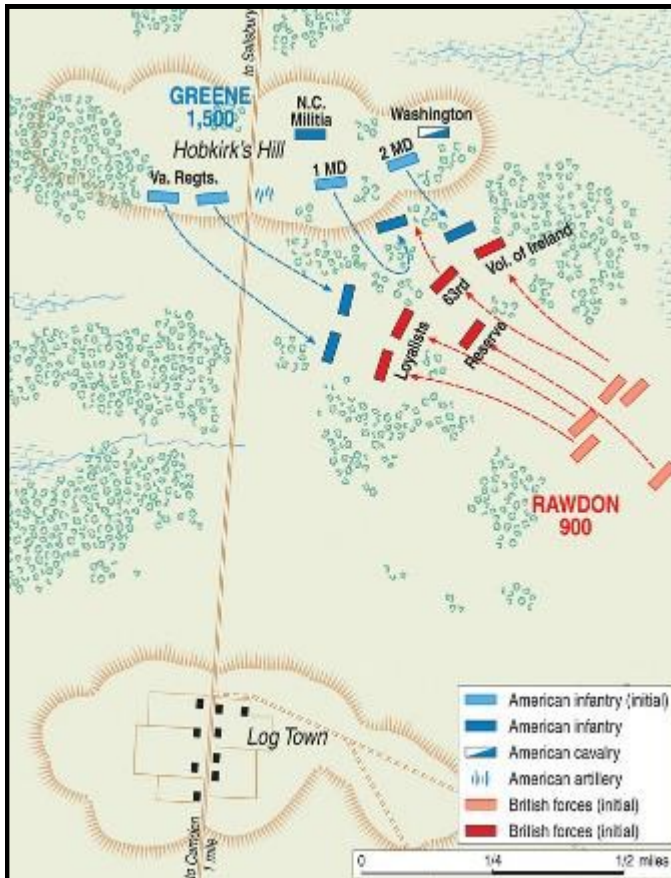 to Salisbury
GREENE
1,500
N.C.
Militia
Washington
Hobkirk's Hill
Va. Regts.
1 MD
2 MD
Vol. of Ireland
63rd
Loyalists
Reserve
RAWDON
900
Log Town
to Camden
1 mile
American infantry (initial)
American infantry
American cavalry
American artillery
British forces (initial)
British forces (initial)
0 1/4 1/2 miles